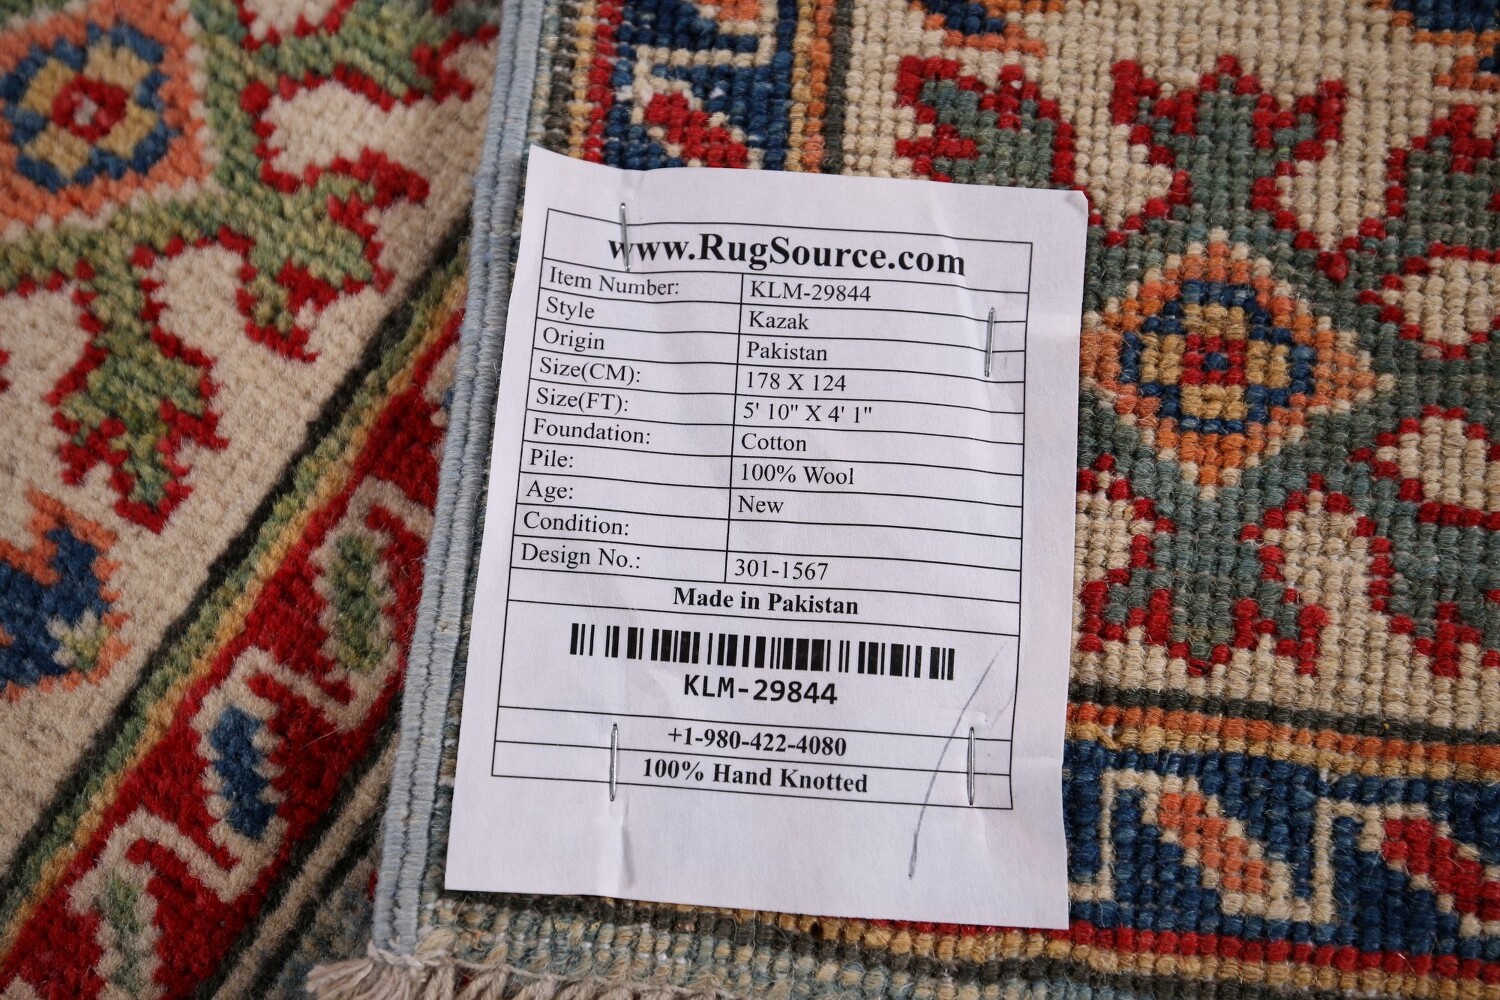 www.RugSource.com
Item Number: KLM-29844
Style Kazak
Origin Pakistan
Size(CM): 178 X 124
Size(FT): 5' 10" X 4' 1"
Foundation: Cotton
Pile: 100% Wool
Age: New
Condition:
Design No.: 301-1567
Made in Pakistan
KLM-29844
+1-980-422-4080
100% Hand Knotted